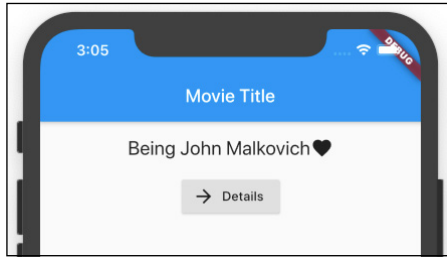 3:05
DEBUG
Movie Title
Being John Malkovich
Details